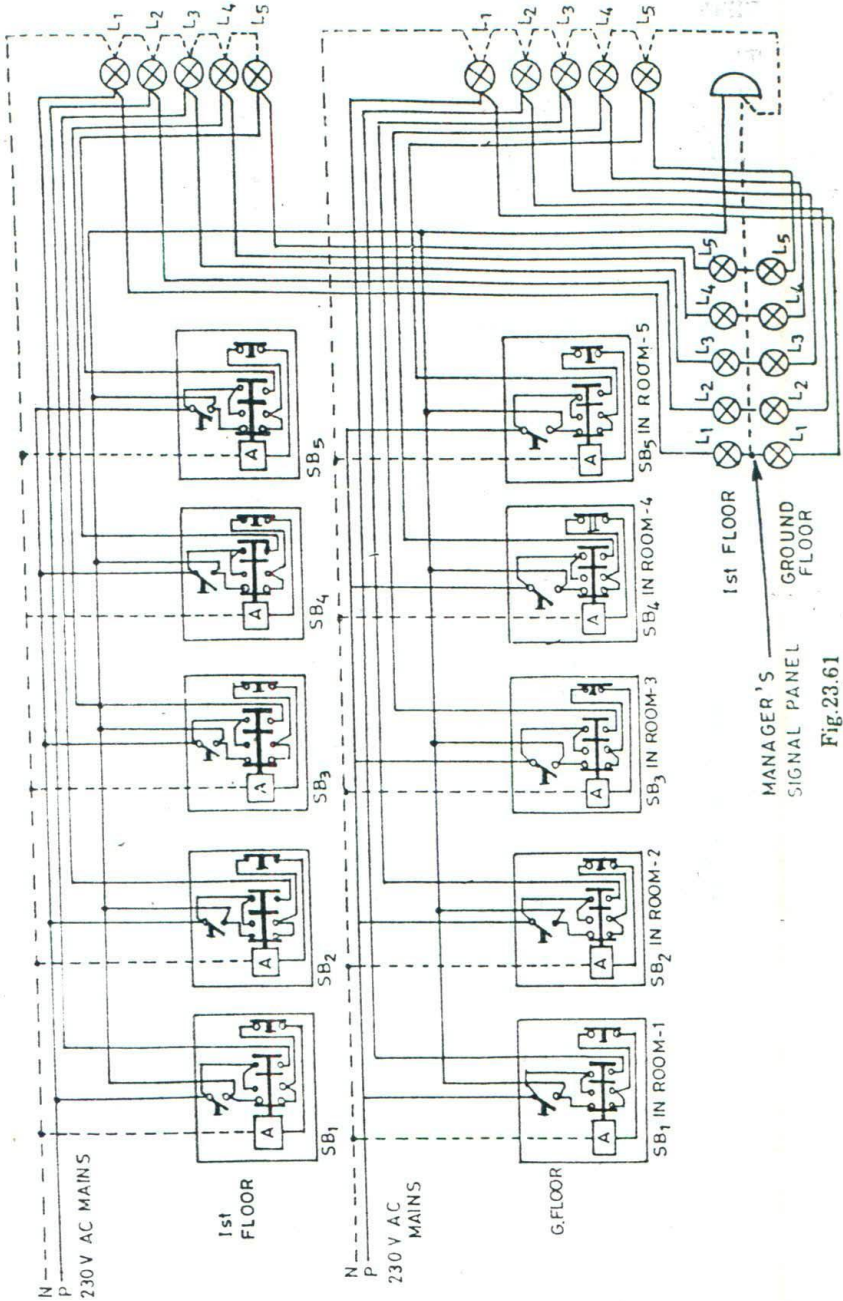 N
P
230 V AC MAINS
1st
FLOOR
SB1
SB2
SB3
SB4
SB5
A
A
A
A
A
L1
L2
L3
L4
L5
N
P
230 V AC
MAINS
G.FLOOR
SB1 IN ROOM-1
SB2 IN ROOM-2
SB3 IN ROOM-3
SB4 IN ROOM-4
SB5 IN ROOM-5
A
A
A
A
A
L1
L2
L3
L4
L5
L1
L2
L3
L4
L5
L1
L2
L3
L4
L5
1st FLOOR
GROUND
FLOOR
MANAGER'S
SIGNAL PANEL
Fig.23.61